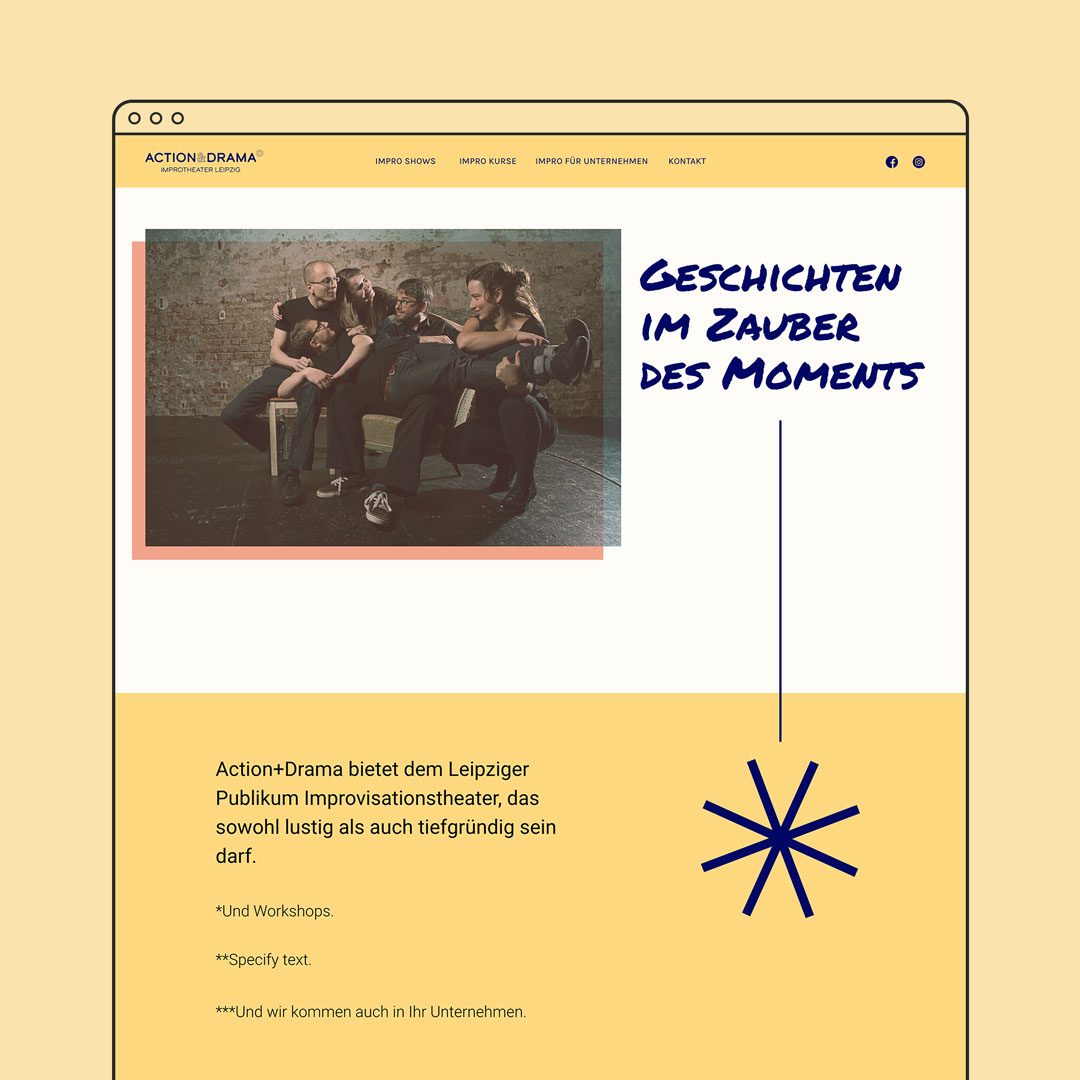 ACTION&DRAMA
IMPROTHEATER LEIPZIG
IMPRO SHOWS
IMPRO KURSE
IMPRO FÜR UNTERNEHMEN
KONTAKT
Geschichten
im Zauber
des Moments
Action+Drama bietet dem Leipziger
Publikum Improvisationstheater, das
sowohl lustig als auch tiefgründig sein
darf.
*Und Workshops.
**Specify text.
***Und wir kommen auch in Ihr Unternehmen.